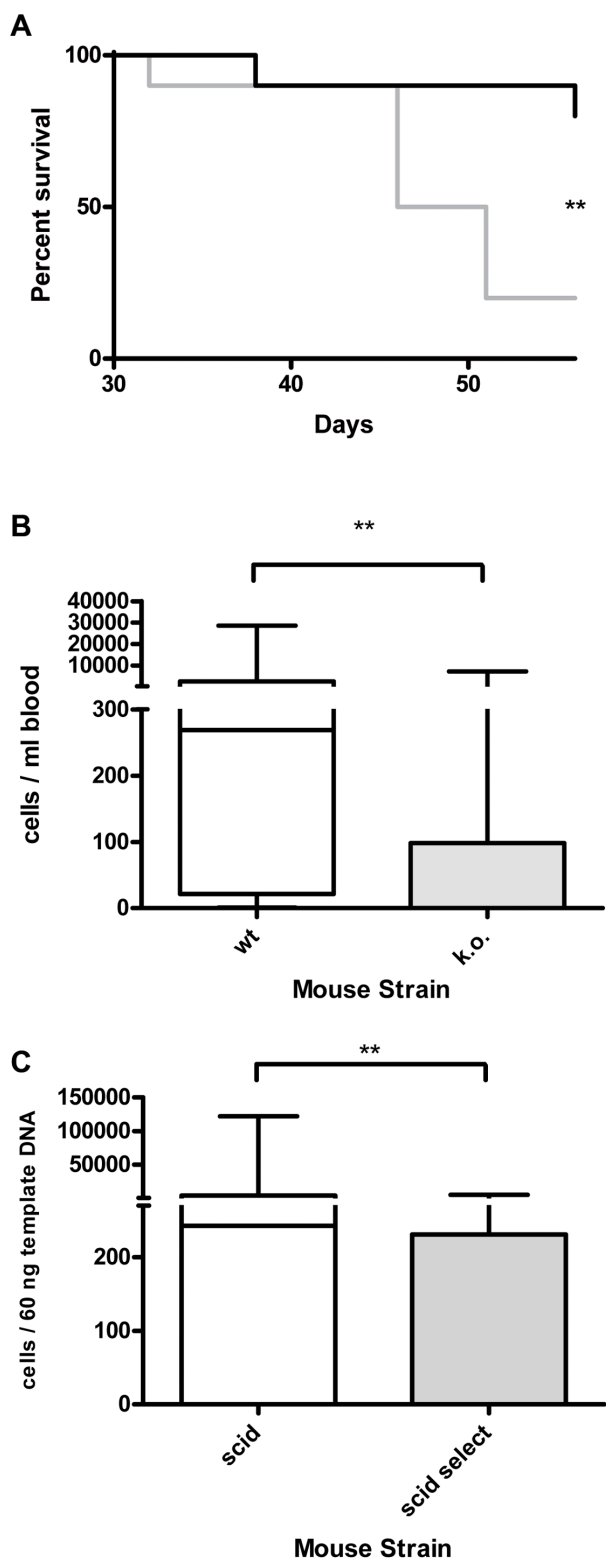 A
100
50
0
Percent survival
**
30 40 50
Days
B
**
40000
30000
20000
10000
300
200
100
0
cells / ml blood
wt k.o.
Mouse Strain
C
**
150000
100000
50000
200
100
0
cells / 60 ng template DNA
scid scid select
Mouse Strain